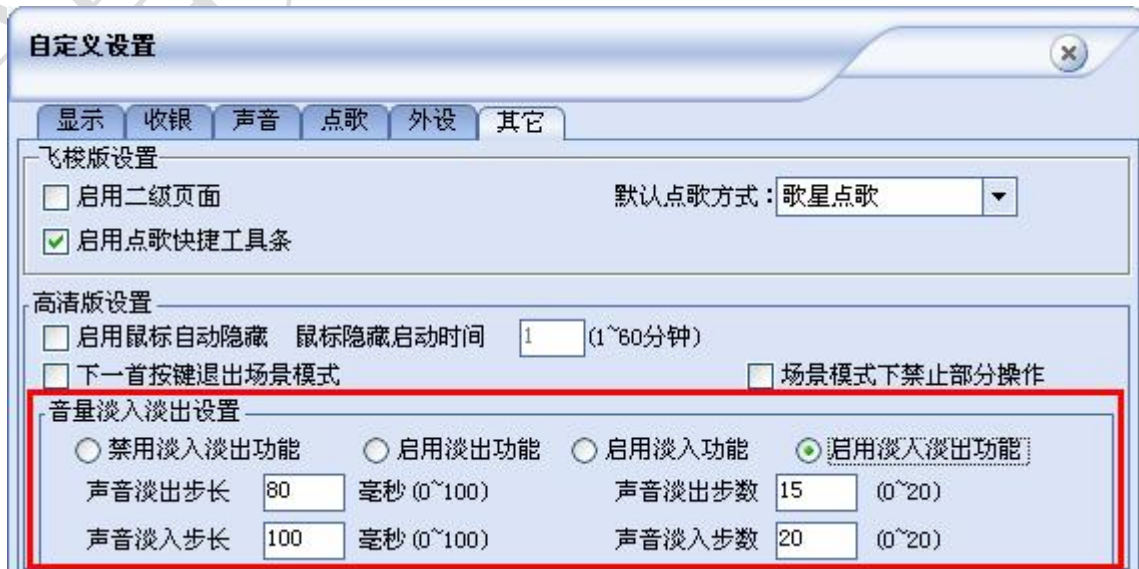 自定义设置
显示 收银 声音 点歌 外设 其它
飞梭版设置
启用二级页面 默认点歌方式：歌星点歌
启用点歌快捷工具条
高清版设置
启用鼠标自动隐藏 鼠标隐藏启动时间 1 (1~60分钟)
下一首按键退出场景模式 场景模式下禁止部分操作
音量淡入淡出设置
禁用淡入淡出功能 启用淡出功能 启用淡入功能 启用淡入淡出功能
声音淡出步长 80 毫秒(0~100) 声音淡出步数 15 (0~20)
声音淡入步长 100 毫秒(0~100) 声音淡入步数 20 (0~20)